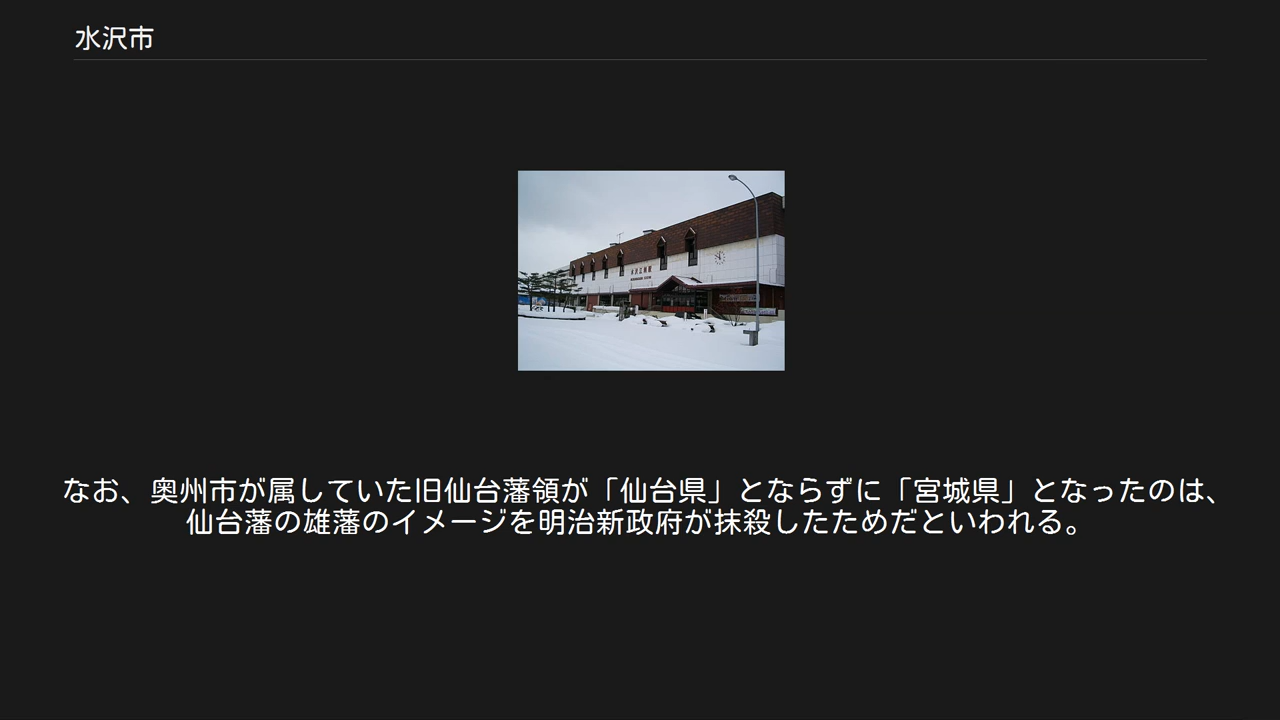 水沢市
なお、奥州市が属していた旧仙台藩領が「仙台県」とならずに「宮城県」となったのは、
仙台藩の雄藩のイメージを明治新政府が抹殺したためだといわれる。